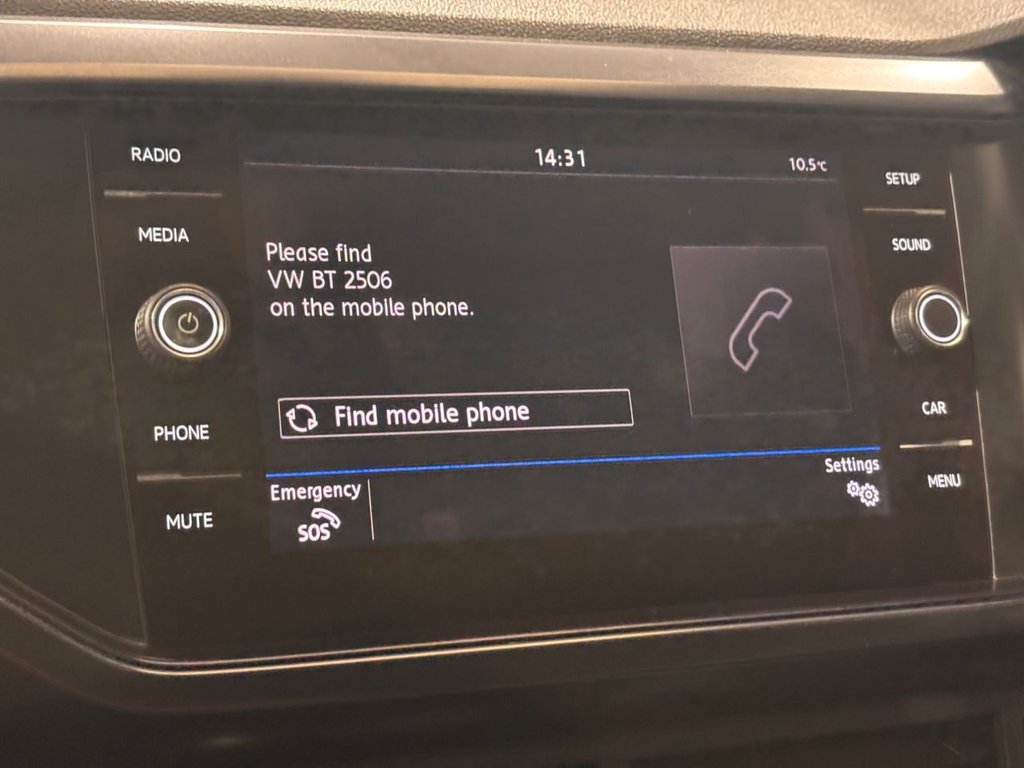 RADIO
MEDIA
PHONE
MUTE
14:31
10.5°C
Please find
VW BT 2506
on the mobile phone.
Find mobile phone
Emergency
SOS
Settings
SETUP
SOUND
CAR
MENU